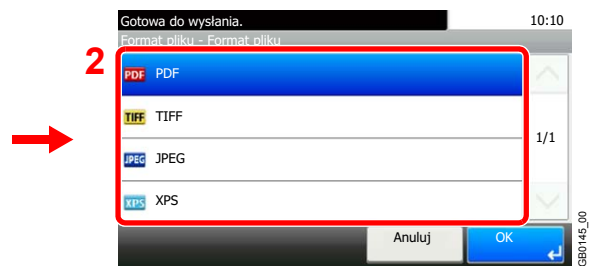 Gotowa do wysłania. 10:10
Format pliku - Format pliku
2
PDF PDF
TIFF TIFF
1/1
JPEG JPEG
XPS XPS
Anuluj OK
GB0145_00